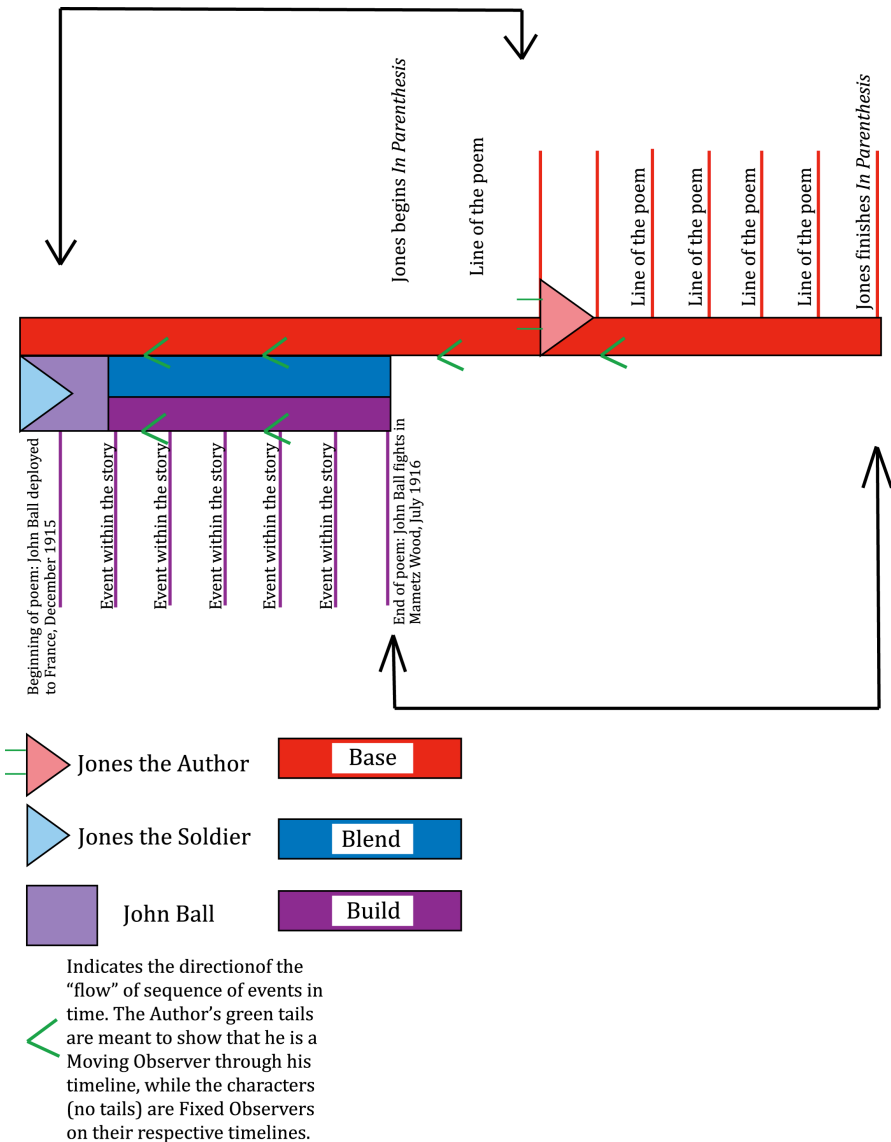 Jones begins In Parenthesis
Line of the poem
Line of the poem
Line of the poem
Line of the poem
Line of the poem
Jones finishes In Parenthesis
Beginning of poem: John Ball deployed
to France, December 1915
Event within the story
Event within the story
Event within the story
Event within the story
Event within the story
End of poem: John Ball fights in
Mametz Wood, July 1916
Jones the Author
Base
Jones the Soldier
Blend
John Ball
Build
Indicates the directionof the
“flow” of sequence of events in
time. The Author’s green tails
are meant to show that he is a
Moving Observer through his
timeline, while the characters
(no tails) are Fixed Observers
on their respective timelines.